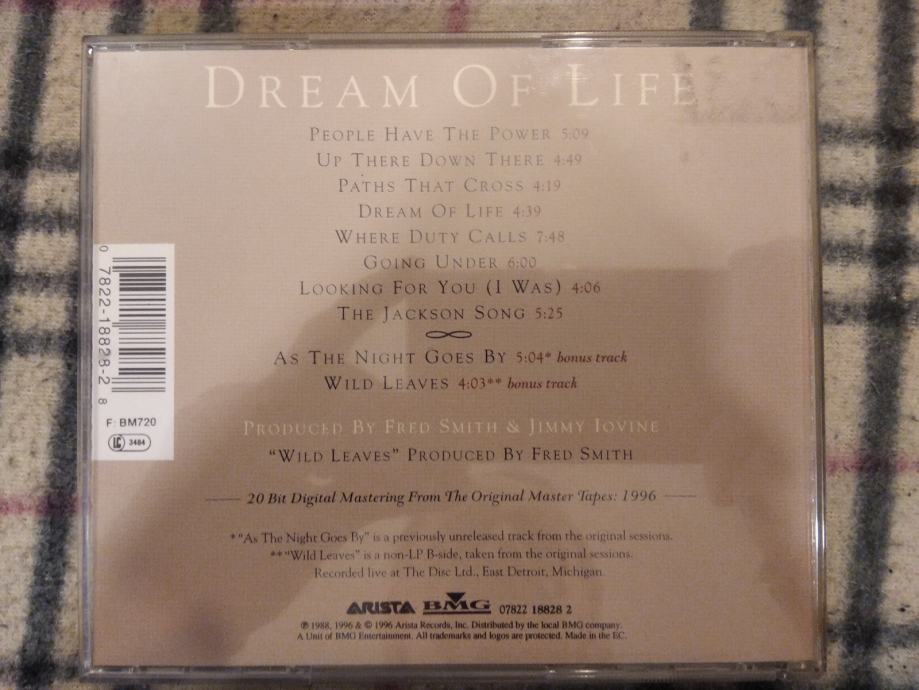 DREAM OF LIFE
PEOPLE HAVE THE POWER 5:09
UP THERE DOWN THERE 4:49
PATHS THAT CROSS 4:19
DREAM OF LIFE 4:39
WHERE DUTY CALLS 7:48
GOING UNDER 6:00
LOOKING FOR YOU (I WAS) 4:06
THE JACKSON SONG 5:25
AS THE NIGHT GOES BY 5:04* bonus track
WILD LEAVES 4:03** bonus track
PRODUCED BY FRED SMITH & JIMMY IOVINE
"WILD LEAVES" PRODUCED BY FRED SMITH
20 Bit Digital Mastering From The Original Master Tapes: 1996
* "As The Night Goes By" is a previously unreleased track from the original sessions.
** "Wild Leaves" is a non-LP B-side, taken from the original sessions.
Recorded live at The Disc Ltd., East Detroit, Michigan.
ARISTA BMG 07822 18828 2
℗ 1988, 1996 & © 1996 Arista Records, Inc. Distributed by the local BMG company.
A Unit of BMG Entertainment. All trademarks and logos are protected. Made in the EC.
0 7822-18828-2 8
F: BM720
LC 3484